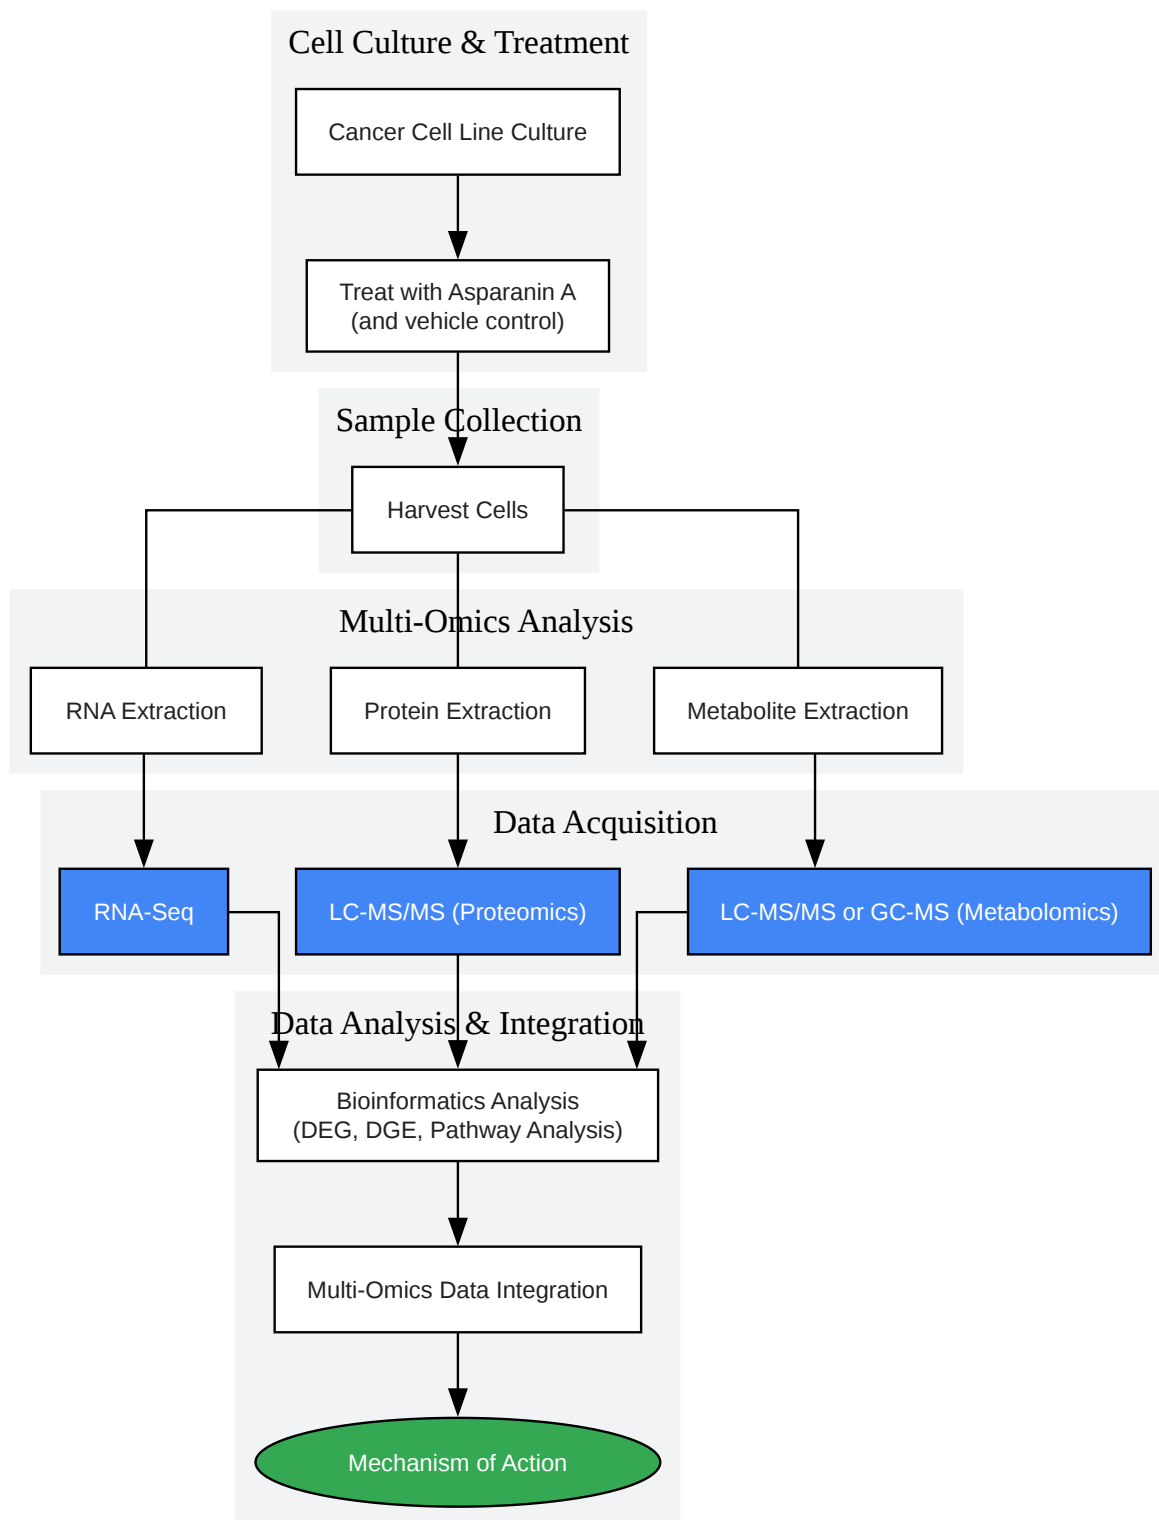 Cell Culture & Treatment
Cancer Cell Line Culture
Treat with Asparanin A
(and vehicle control)
Sample Collection
Harvest Cells
Multi-Omics Analysis
RNA Extraction
Protein Extraction
Metabolite Extraction
Data Acquisition
RNA-Seq
LC-MS/MS (Proteomics)
LC-MS/MS or GC-MS (Metabolomics)
Data Analysis & Integration
Bioinformatics Analysis
(DEG, DGE, Pathway Analysis)
Multi-Omics Data Integration
Mechanism of Action